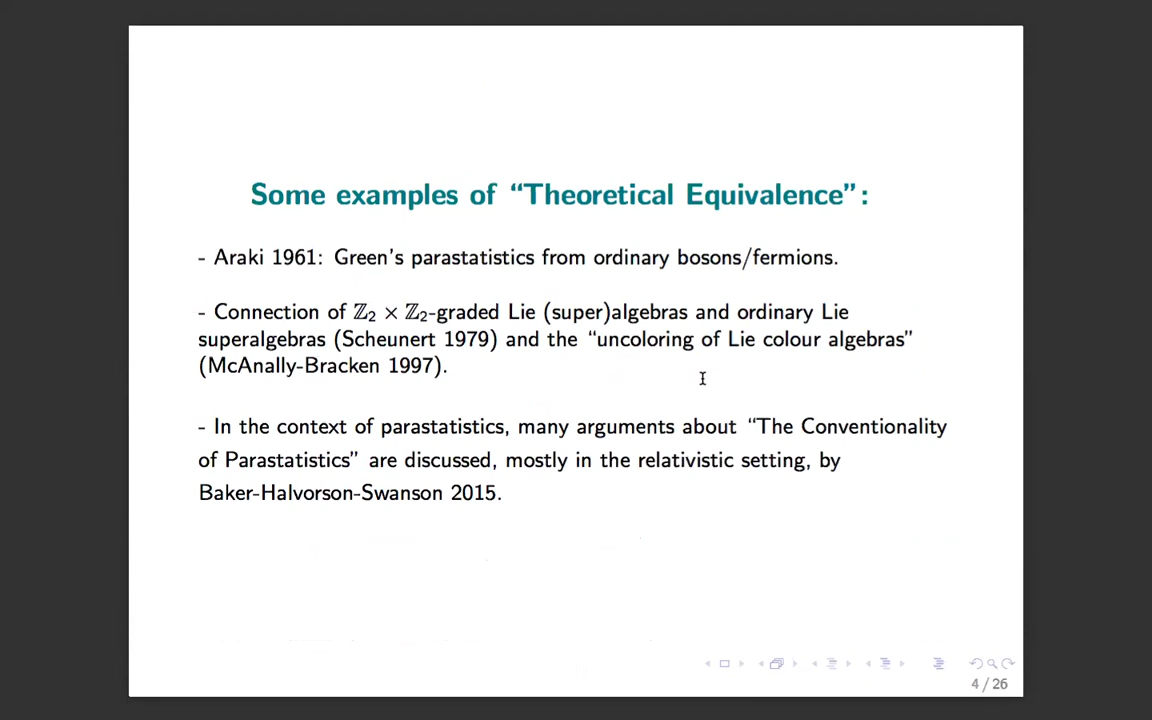 Some examples of “Theoretical Equivalence”:
- Araki 1961: Green’s parastatistics from ordinary bosons/fermions.
- Connection of ℤ₂ × ℤ₂-graded Lie (super)algebras and ordinary Lie
superalgebras (Scheunert 1979) and the “uncoloring of Lie colour algebras”
(McAnally-Bracken 1997).
- In the context of parastatistics, many arguments about “The Conventionality
of Parastatistics” are discussed, mostly in the relativistic setting, by
Baker-Halvorson-Swanson 2015.
4 / 26